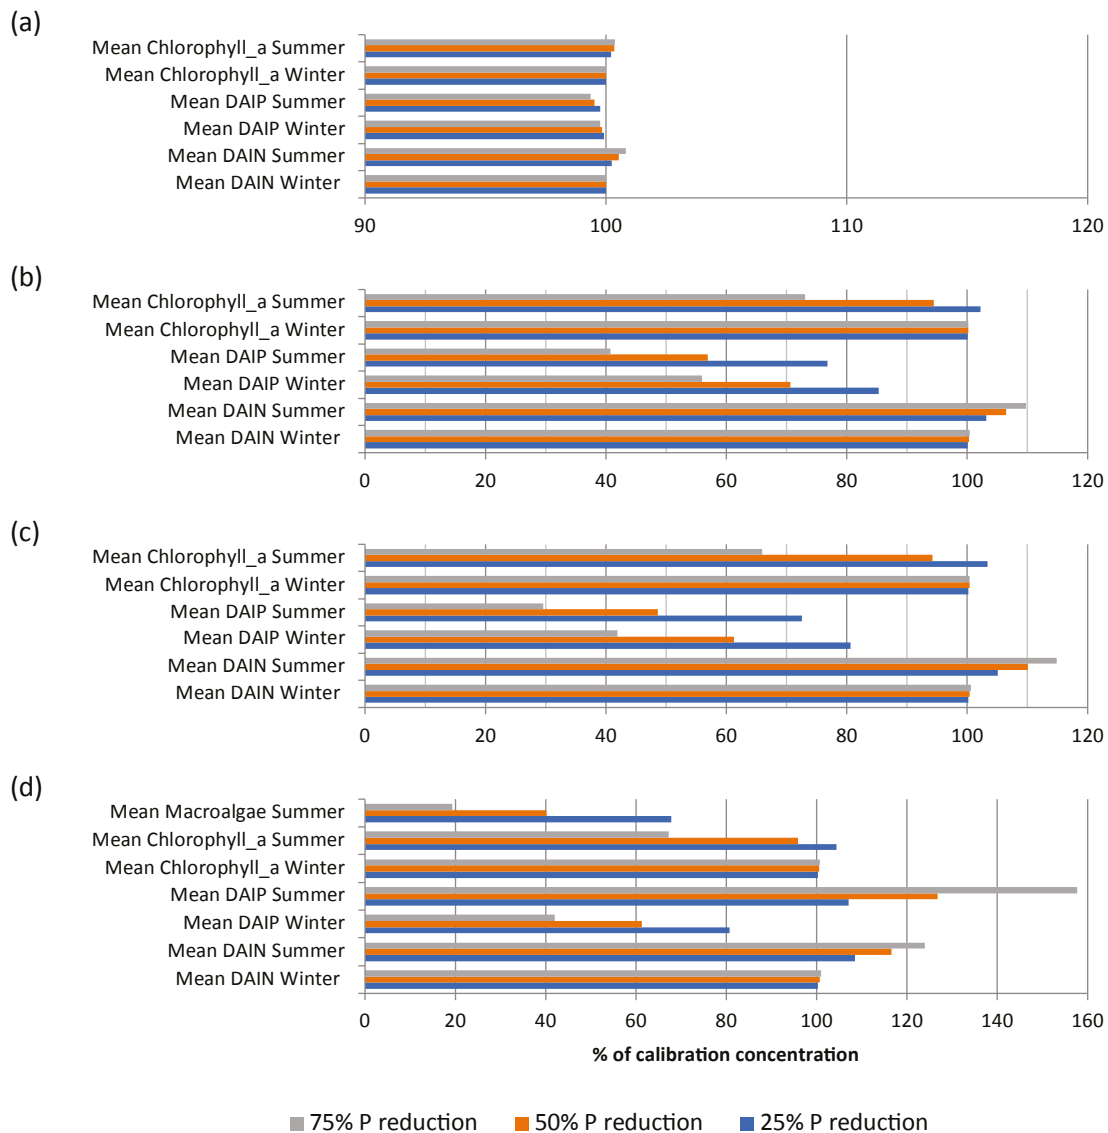 (a)
Mean Chlorophyll_a Summer
Mean Chlorophyll_a Winter
Mean DAIP Summer
Mean DAIP Winter
Mean DAIN Summer
Mean DAIN Winter
90 100 110 120
(b)
Mean Chlorophyll_a Summer
Mean Chlorophyll_a Winter
Mean DAIP Summer
Mean DAIP Winter
Mean DAIN Summer
Mean DAIN Winter
0 20 40 60 80 100 120
(c)
Mean Chlorophyll_a Summer
Mean Chlorophyll_a Winter
Mean DAIP Summer
Mean DAIP Winter
Mean DAIN Summer
Mean DAIN Winter
0 20 40 60 80 100 120
(d)
Mean Macroalgae Summer
Mean Chlorophyll_a Summer
Mean Chlorophyll_a Winter
Mean DAIP Summer
Mean DAIP Winter
Mean DAIN Summer
Mean DAIN Winter
0 20 40 60 80 100 120 140 160
% of calibration concentration
75% P reduction 50% P reduction 25% P reduction